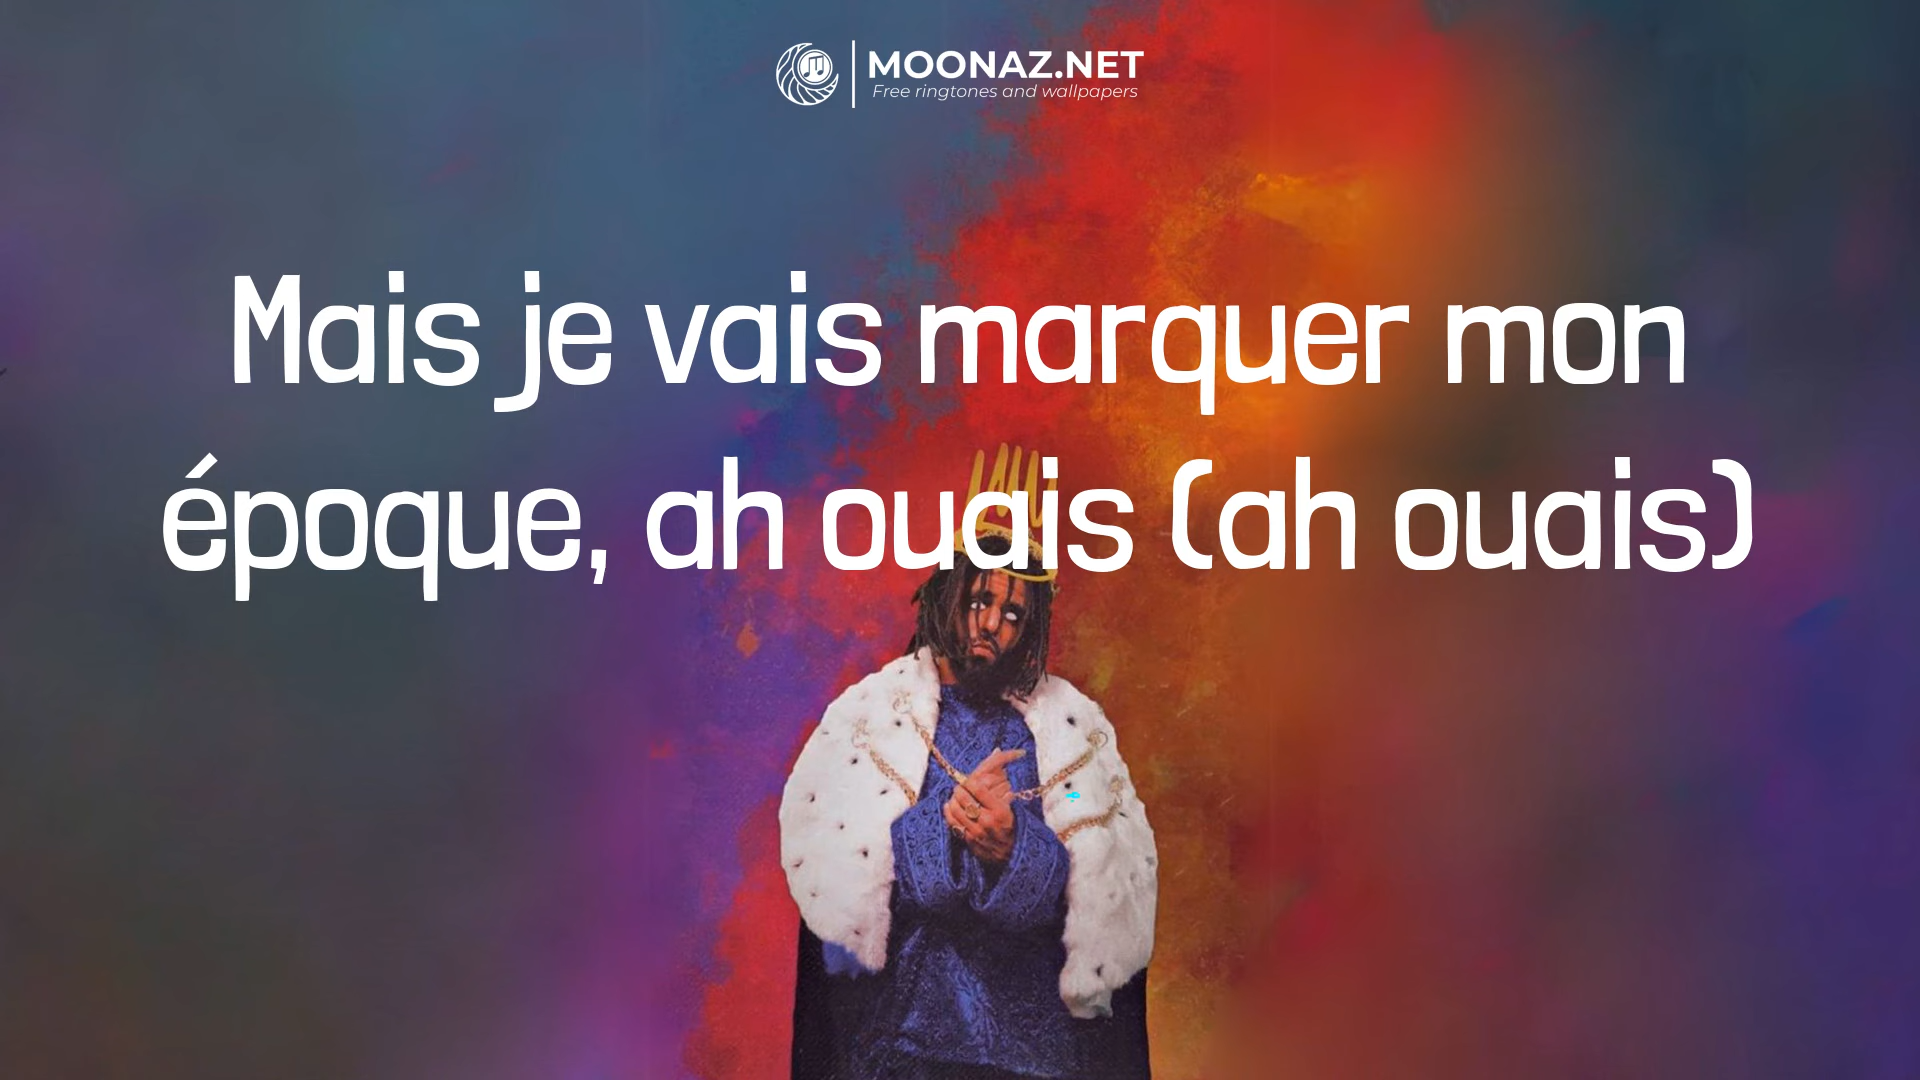 MOONAZ.NET
Free ringtones and wallpapers
Mais je vais marquer mon
époque, ah ouais (ah ouais)